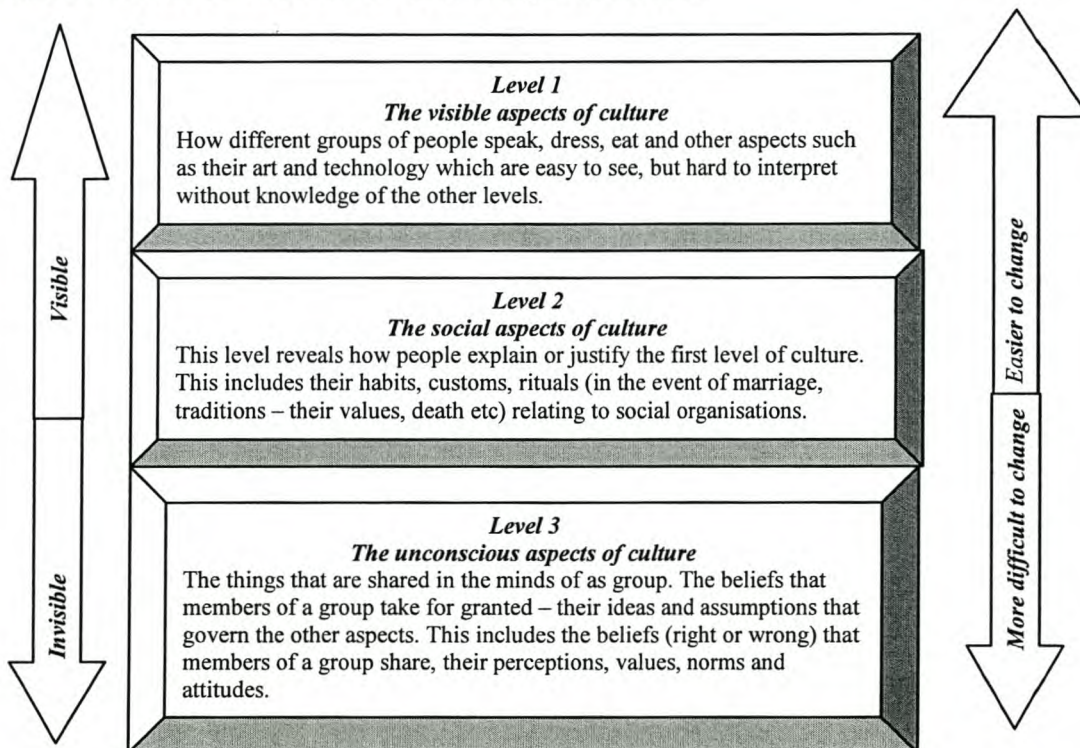 Level 1
The visible aspects of culture
How different groups of people speak, dress, eat and other aspects such
as their art and technology which are easy to see, but hard to interpret
without knowledge of the other levels.
Visible
Easier to change
Level 2
The social aspects of culture
This level reveals how people explain or justify the first level of culture.
This includes their habits, customs, rituals (in the event of marriage,
traditions – their values, death etc) relating to social organisations.
Invisible
More difficult to change
Level 3
The unconscious aspects of culture
The things that are shared in the minds of as group. The beliefs that
members of a group take for granted – their ideas and assumptions that
govern the other aspects. This includes the beliefs (right or wrong) that
members of a group share, their perceptions, values, norms and
attitudes.